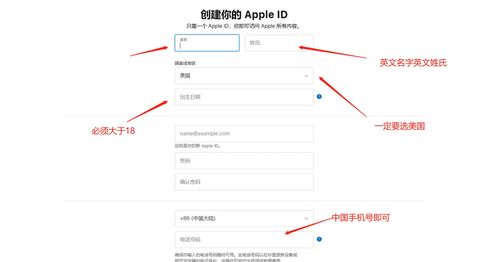 创建你的 Apple ID
只需一个 Apple ID，你即可访问 Apple 所有内容。
姓氏
英文名字英文姓氏
国家或地区
美国
出生日期
必须大于18
一定要选美国
name@example.com
这将是你的新 Apple ID。
密码
确认密码
+86 (中国大陆)
中国手机号即可
电话号码